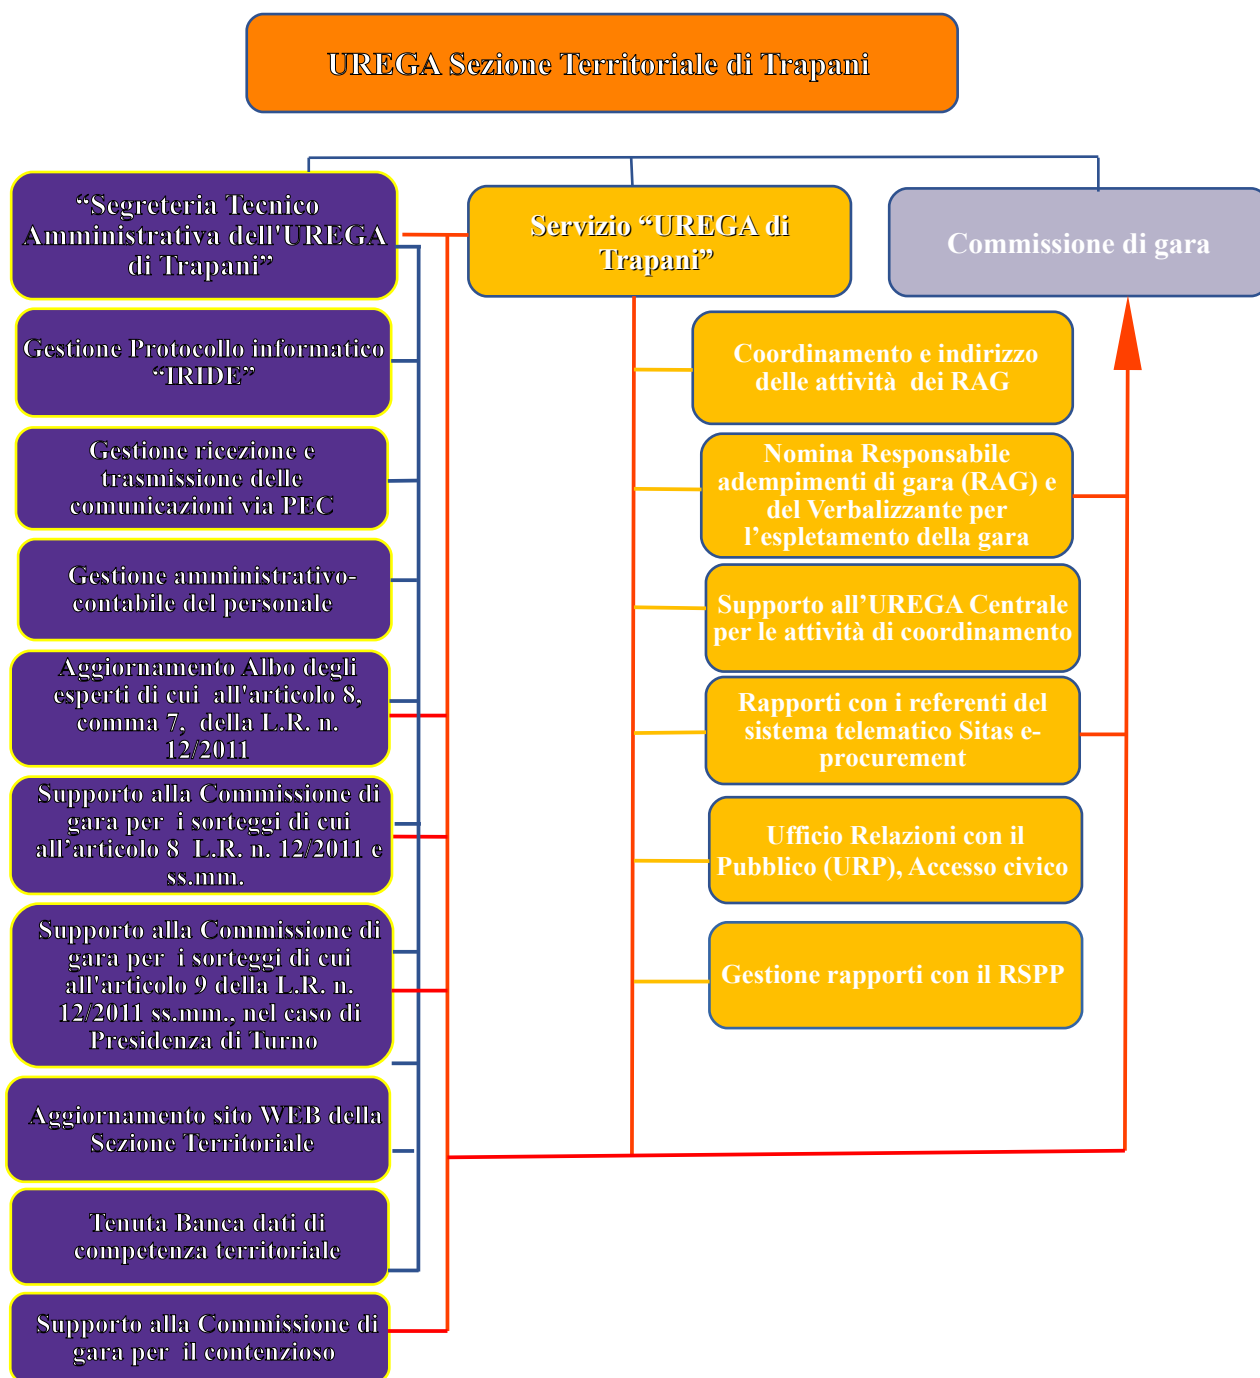 UREGA Sezione Territoriale di Trapani
“Segreteria Tecnico
Amministrativa dell'UREGA
di Trapani”
Gestione Protocollo informatico
“IRIDE”
Gestione ricezione e
trasmissione delle
comunicazioni via PEC
Gestione amministrativo-
contabile del personale
Aggiornamento Albo degli
esperti di cui all'articolo 8,
comma 7, della L.R. n.
12/2011
Supporto alla Commissione di
gara per i sorteggi di cui
all’articolo 8 L.R. n. 12/2011 e
ss.mm.
Supporto alla Commissione di
gara per i sorteggi di cui
all'articolo 9 della L.R. n.
12/2011 ss.mm., nel caso di
Presidenza di Turno
Aggiornamento sito WEB della
Sezione Territoriale
Tenuta Banca dati di
competenza territoriale
Supporto alla Commissione di
gara per il contenzioso
Servizio “UREGA di
Trapani”
Coordinamento e indirizzo
delle attività dei RAG
Nomina Responsabile
adempimenti di gara (RAG) e
del Verbalizzante per
l’espletamento della gara
Supporto all’UREGA Centrale
per le attività di coordinamento
Rapporti con i referenti del
sistema telematico Sitas e-
procurement
Ufficio Relazioni con il
Pubblico (URP), Accesso civico
Gestione rapporti con il RSPP
Commissione di gara